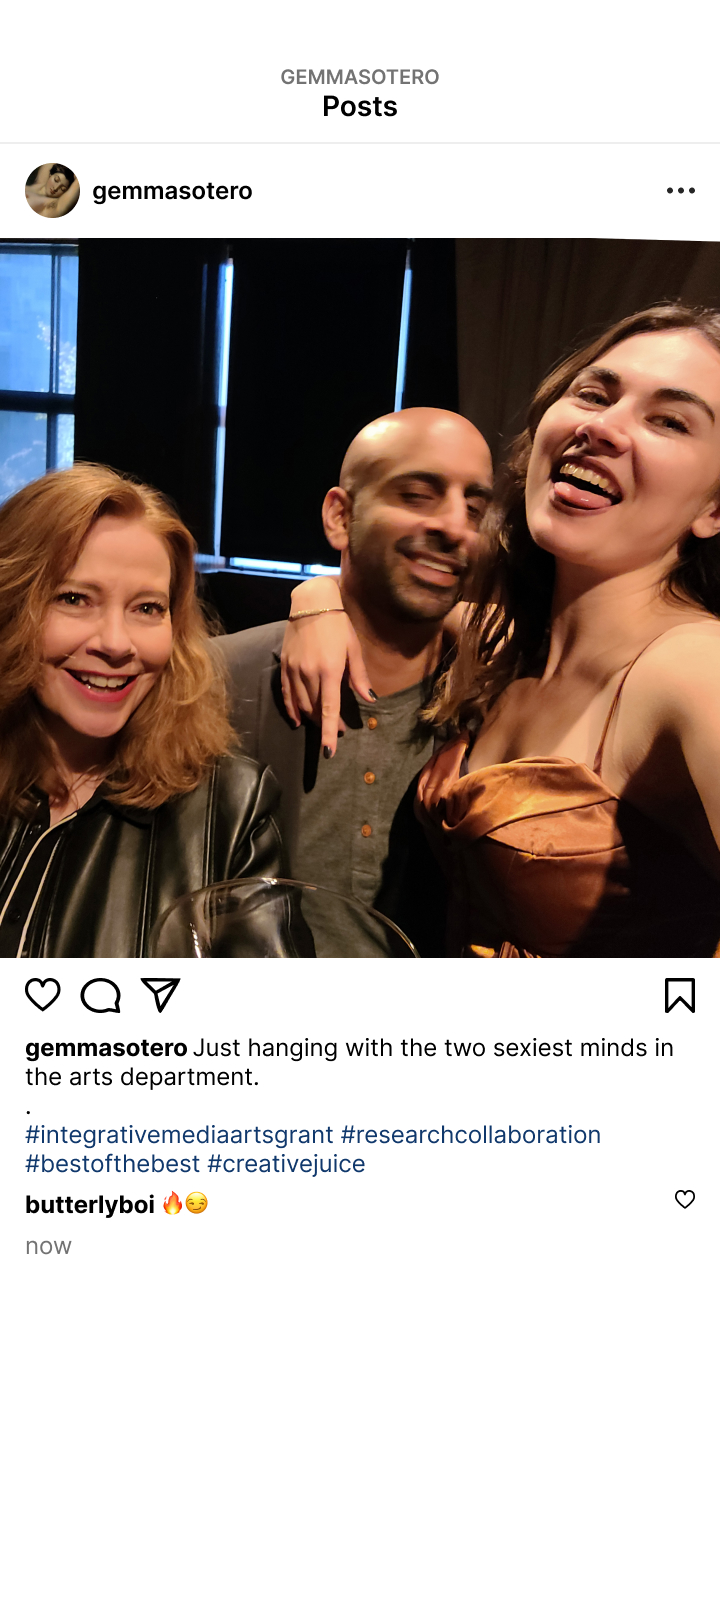 GEMMASOTERO
Posts
gemmasotero
gemmasotero Just hanging with the two sexiest minds in
the arts department.
.
#integrativemediaartsgrant #researchcollaboration
#bestofthebest #creativejuice
butterlyboi 🔥😏
now